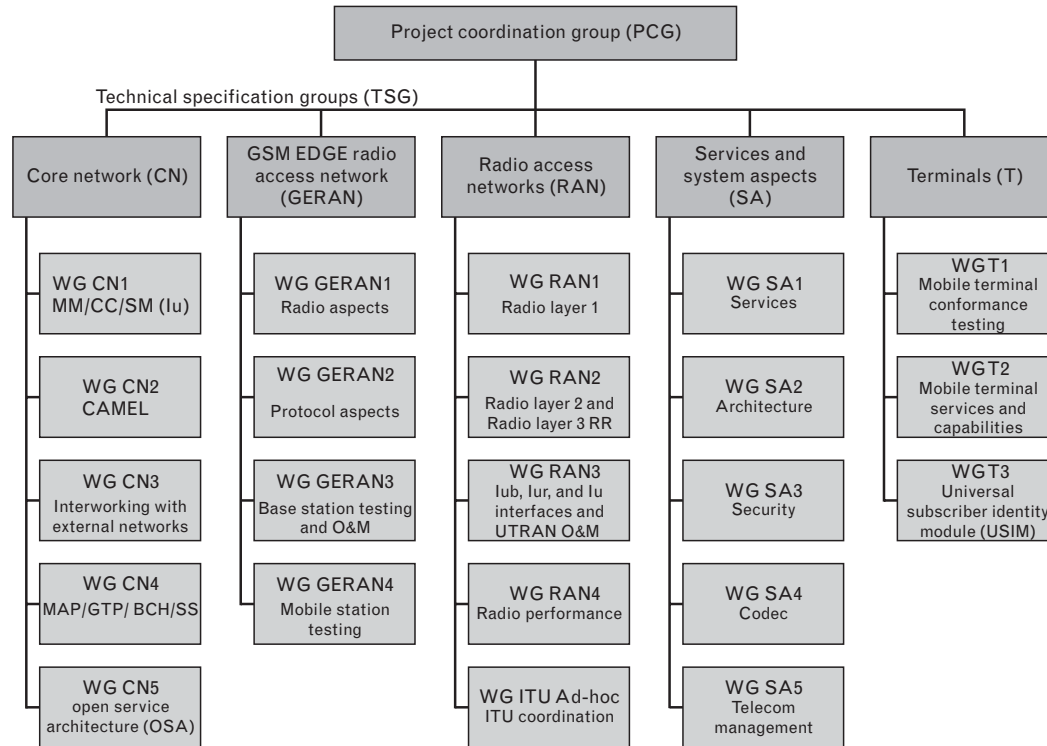 Project coordination group (PCG)
Technical specification groups (TSG)
Core network (CN)
GSM EDGE radio
access network
(GERAN)
Radio access
networks (RAN)
Services and
system aspects
(SA)
Terminals (T)
WG CN1
MM/CC/SM (Iu)
WG CN2
CAMEL
WG CN3
Interworking with
external networks
WG CN4
MAP/GTP/ BCH/SS
WG CN5
open service
architecture (OSA)
WG GERAN1
Radio aspects
WG GERAN2
Protocol aspects
WG GERAN3
Base station testing
and O&M
WG GERAN4
Mobile station
testing
WG RAN1
Radio layer 1
WG RAN2
Radio layer 2 and
Radio layer 3 RR
WG RAN3
Iub, Iur, and Iu
interfaces and
UTRAN O&M
WG RAN4
Radio performance
WG ITU Ad-hoc
ITU coordination
WG SA1
Services
WG SA2
Architecture
WG SA3
Security
WG SA4
Codec
WG SA5
Telecom
management
WG T1
Mobile terminal
conformance
testing
WG T2
Mobile terminal
services and
capabilities
WG T3
Universal
subscriber identity
module (USIM)